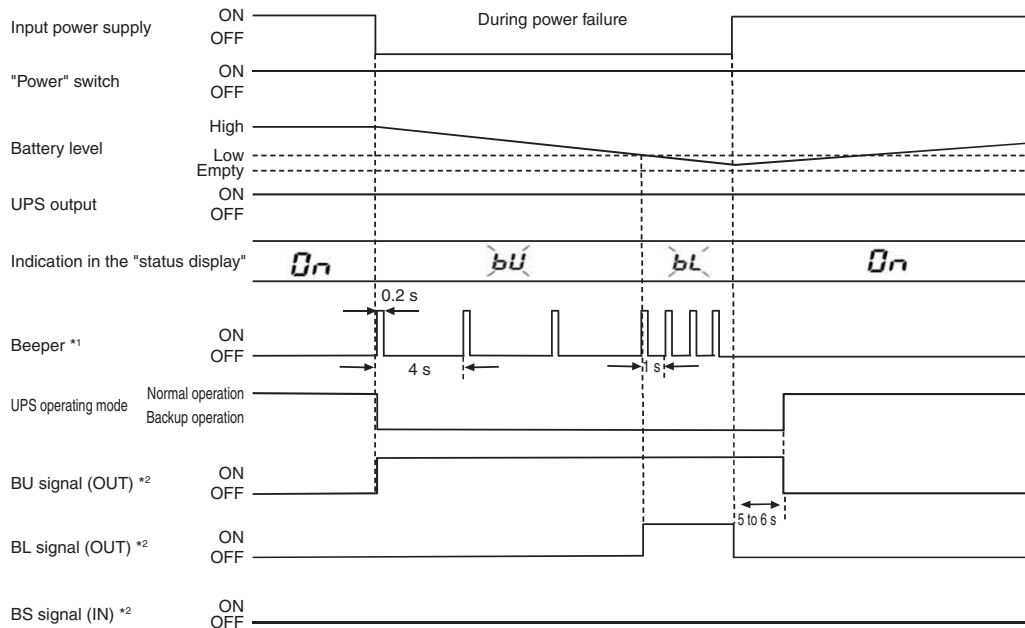 Input power supply ON OFF During power failure
"Power" switch ON OFF
Battery level High Low Empty
UPS output ON OFF
Indication in the "status display" On bU bL On
0.2 s
Beeper *1 ON OFF
4 s 1 s
UPS operating mode Normal operation Backup operation
BU signal (OUT) *2 ON OFF
5 to 6 s
BL signal (OUT) *2 ON OFF
BS signal (IN) *2 ON OFF